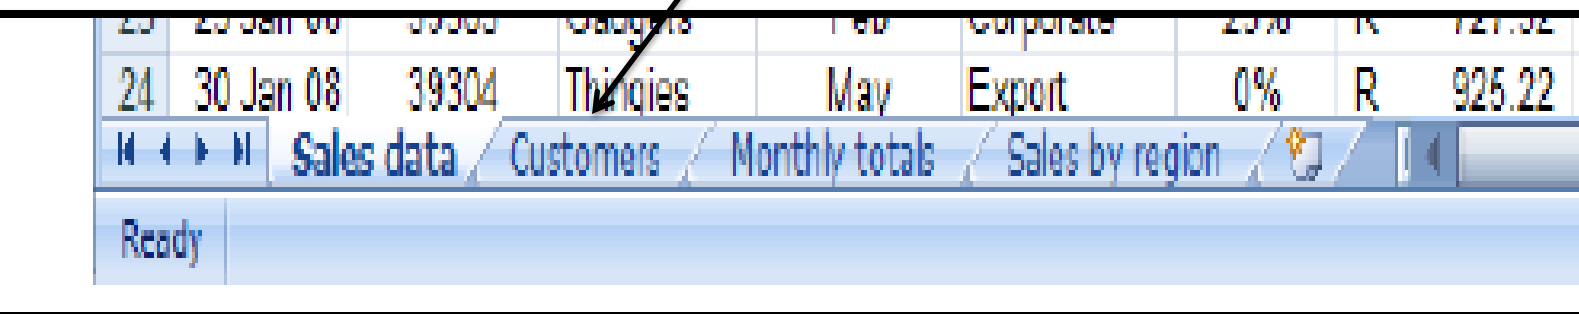 24 30 Jan 08 39304 Thingies May Export 0% R 925.22
Sales data Customers Monthly totals Sales by region
Ready